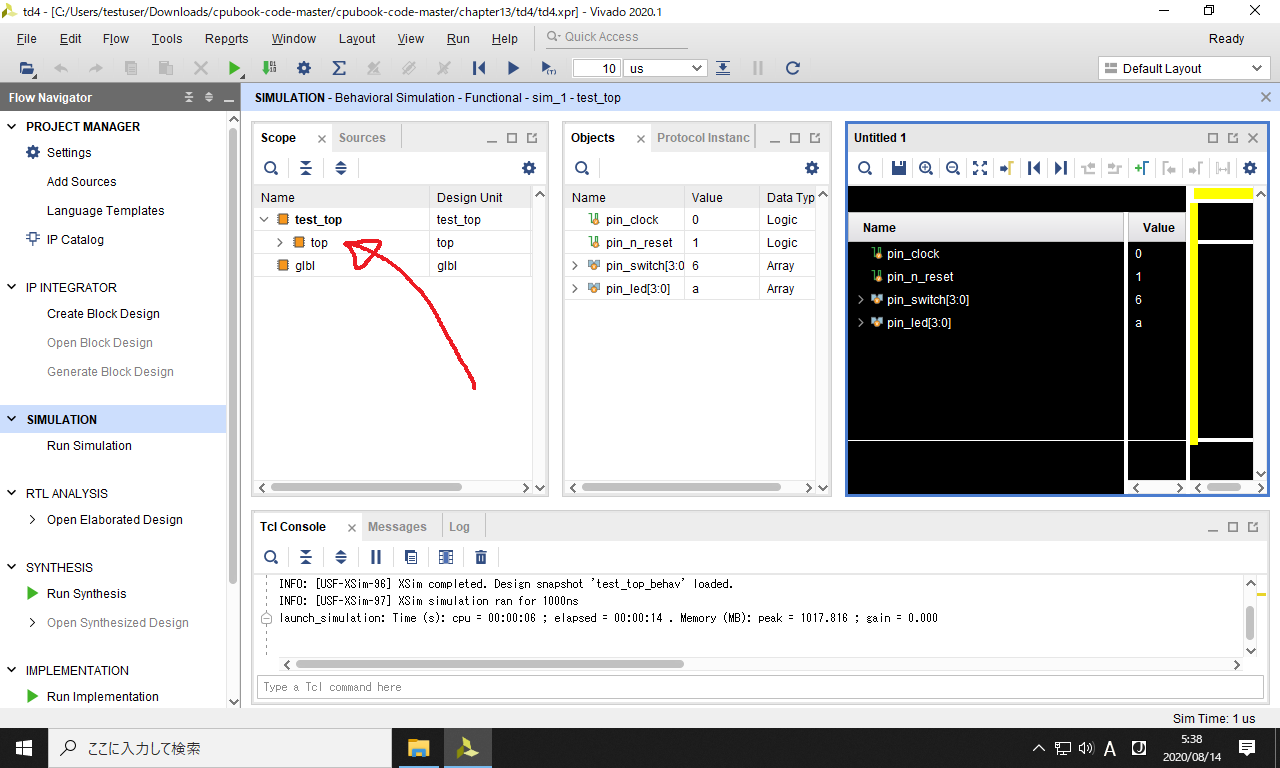 td4 - [C:/Users/testuser/Downloads/cpubook-code-master/cpubook-code-master/chapter13/td4/td4.xpr] - Vivado 2020.1
File Edit Flow Tools Reports Window Layout View Run Help Quick Access Ready
10 us Default Layout
Flow Navigator
SIMULATION - Behavioral Simulation - Functional - sim_1 - test_top
PROJECT MANAGER
Settings
Add Sources
Language Templates
IP Catalog
IP INTEGRATOR
Create Block Design
Open Block Design
Generate Block Design
SIMULATION
Run Simulation
RTL ANALYSIS
Open Elaborated Design
SYNTHESIS
Run Synthesis
Open Synthesized Design
IMPLEMENTATION
Run Implementation
Scope Sources
Name Design Unit
test_top test_top
top top
glbl glbl
Objects Protocol Instanc
Name Value Data Typ
pin_clock 0 Logic
pin_n_reset 1 Logic
pin_switch[3:0 6 Array
pin_led[3:0] a Array
Untitled 1
Name Value
pin_clock 0
pin_n_reset 1
pin_switch[3:0] 6
pin_led[3:0] a
Tcl Console Messages Log
INFO: [USF-XSim-96] XSim completed. Design snapshot 'test_top_behav' loaded.
INFO: [USF-XSim-97] XSim simulation ran for 1000ns
launch_simulation: Time (s): cpu = 00:00:06 ; elapsed = 00:00:14 . Memory (MB): peak = 1017.816 ; gain = 0.000
Type a Tcl command here
Sim Time: 1 us
ここに入力して検索
A J
5:38
2020/08/14